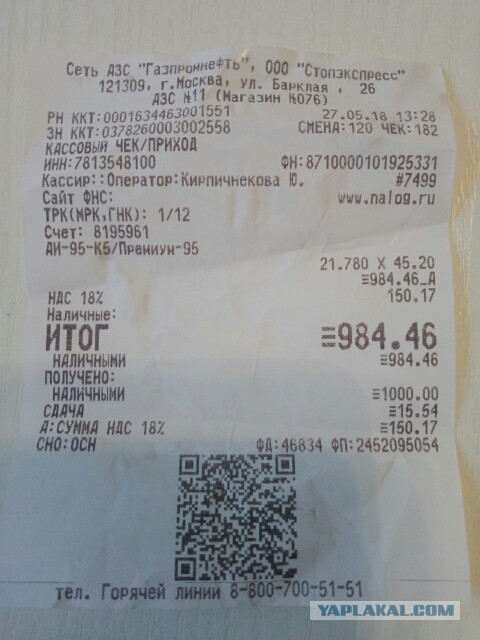 Сеть АЗС "Газпромнефть", ООО "Стопэкспресс"
121309, г.Москва, ул. Барклая , 26
АЗС №11 (Магазин №076)
РН ККТ:0001634463001551 27.05.18 13:28
ЗН ККТ:0378260003002558 СМЕНА:120 ЧЕК:182
КАССОВЫЙ ЧЕК/ПРИХОД
ИНН:7813548100 ФН:8710000101925331
Кассир::Оператор:Кирпичнекова Ю. #7499
Сайт ФНС: www.nalog.ru
ТРК(МРК,ГНК): 1/12
Счет: 8195961
АИ-95-К5/Премиум-95
21.780 X 45.20
≡984.46_А
НДС 18% 150.17
Наличные:
ИТОГ ≡984.46
НАЛИЧНЫМИ ≡984.46
ПОЛУЧЕНО:
НАЛИЧНЫМИ ≡1000.00
СДАЧА ≡15.54
А:СУММА НДС 18% ≡150.17
СНО:ОСН ФД:46834 ФП:2452095054
тел. Горячей линии 8-800-700-51-51
YAPLAKAL.COM